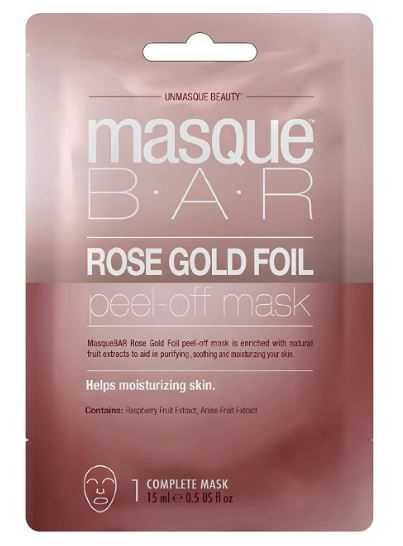 UNMASQUE BEAUTY™
masque™
B·A·R
ROSE GOLD FOIL
peel-off mask
MasqueBAR Rose Gold Foil peel-off mask is enriched with natural
fruit extracts to aid in purifying, soothing and moisturizing your skin.
Helps moisturizing skin.
Contains: Raspberry Fruit Extract, Anise Fruit Extract
1 COMPLETE MASK
15 ml ℮ 0.5 US fl oz